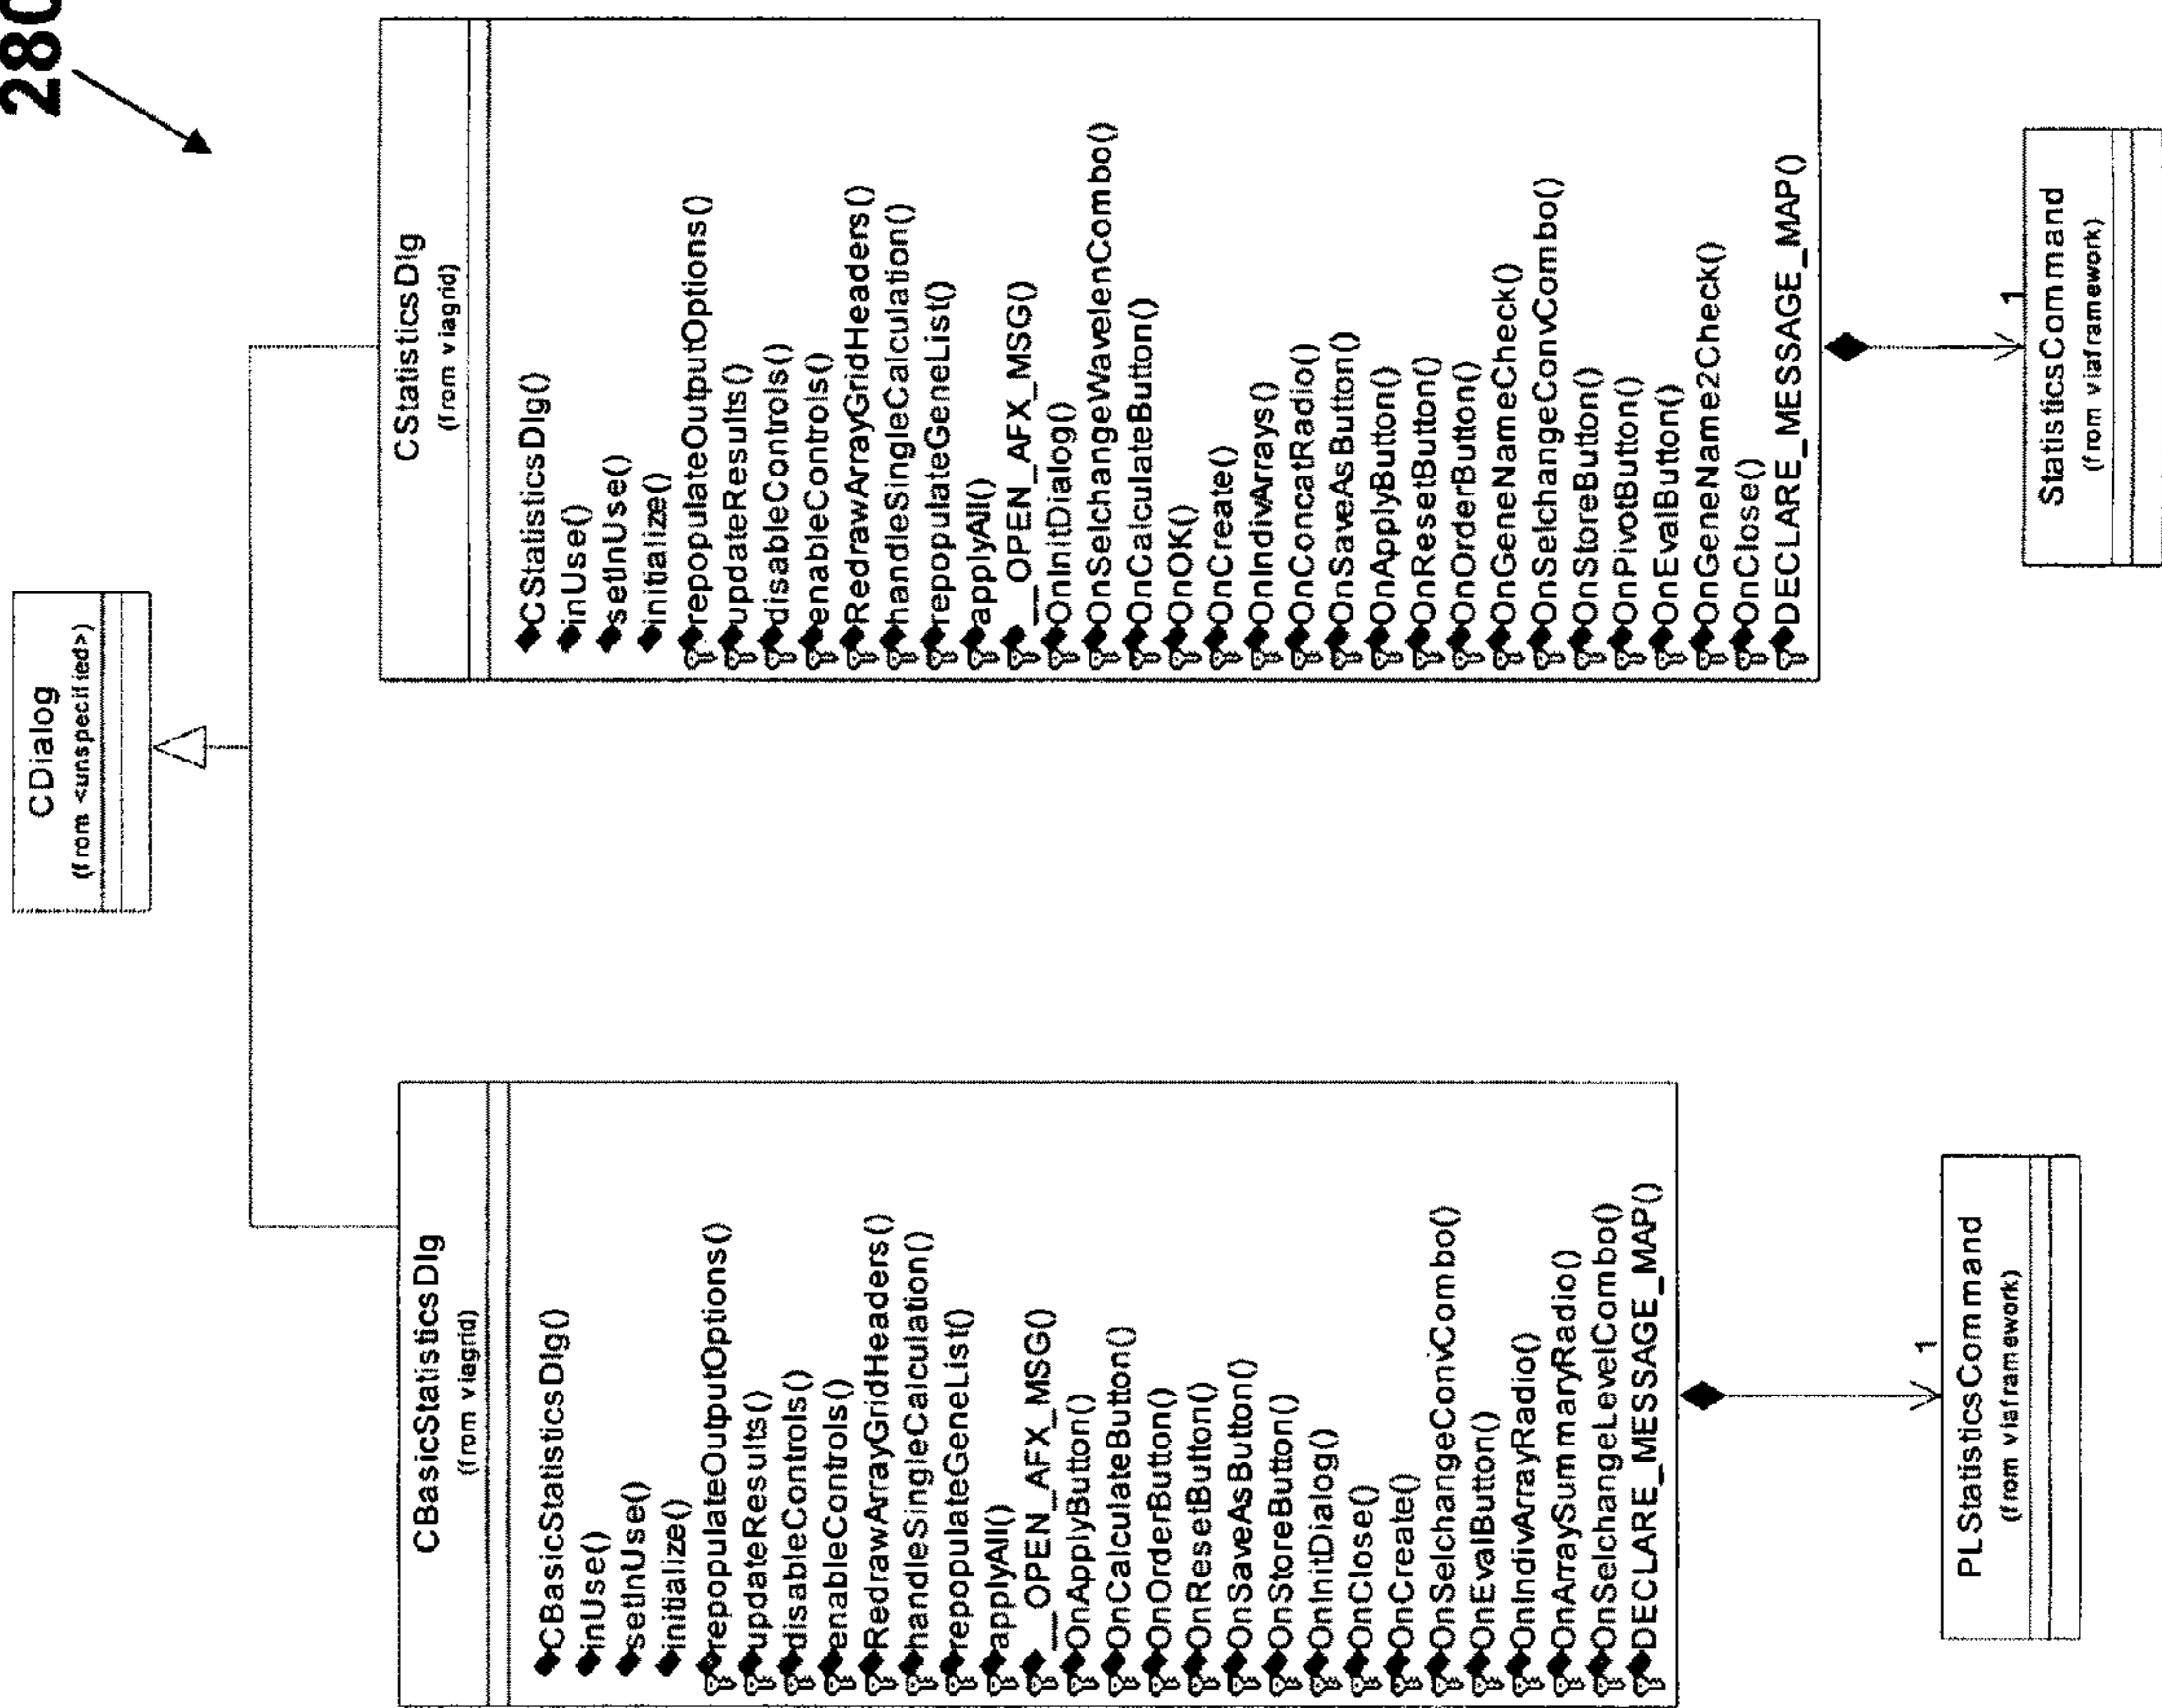 280
CDialog
(from <unspecified>)
CBasicStatisticsDlg
(from viagrid)
CBasicStatisticsDlg()
inUse()
setInUse()
initialize()
repopulateOutputOptions()
updateResults()
disableControls()
enableControls()
RedrawArrayGridHeaders()
handleSingleCalculation()
repopulateGeneList()
applyAll()
__OPEN_AFX_MSG()
OnApplyButton()
OnCalculateButton()
OnOrderButton()
OnResetButton()
OnSaveAsButton()
OnStoreButton()
OnInitDialog()
OnClose()
OnCreate()
OnSelchangeConvCombo()
OnEvalButton()
OnIndivArrayRadio()
OnArraySummaryRadio()
OnSelchangeLevelCombo()
DECLARE_MESSAGE_MAP()
1
PLStatisticsCommand
(from viaframework)
CStatisticsDlg
(from viagrid)
CStatisticsDlg()
inUse()
setInUse()
initialize()
repopulateOutputOptions()
updateResults()
disableControls()
enableControls()
RedrawArrayGridHeaders()
handleSingleCalculation()
repopulateGeneList()
applyAll()
__OPEN_AFX_MSG()
OnInitDialog()
OnSelchangeWavelenCombo()
OnCalculateButton()
OnOK()
OnCreate()
OnIndivArrays()
OnConcatRadio()
OnSaveAsButton()
OnApplyButton()
OnResetButton()
OnOrderButton()
OnGeneNameCheck()
OnSelchangeConvCombo()
OnStoreButton()
OnPivotButton()
OnEvalButton()
OnGeneName2Check()
OnClose()
DECLARE_MESSAGE_MAP()
1
StatisticsCommand
(from viaframework)